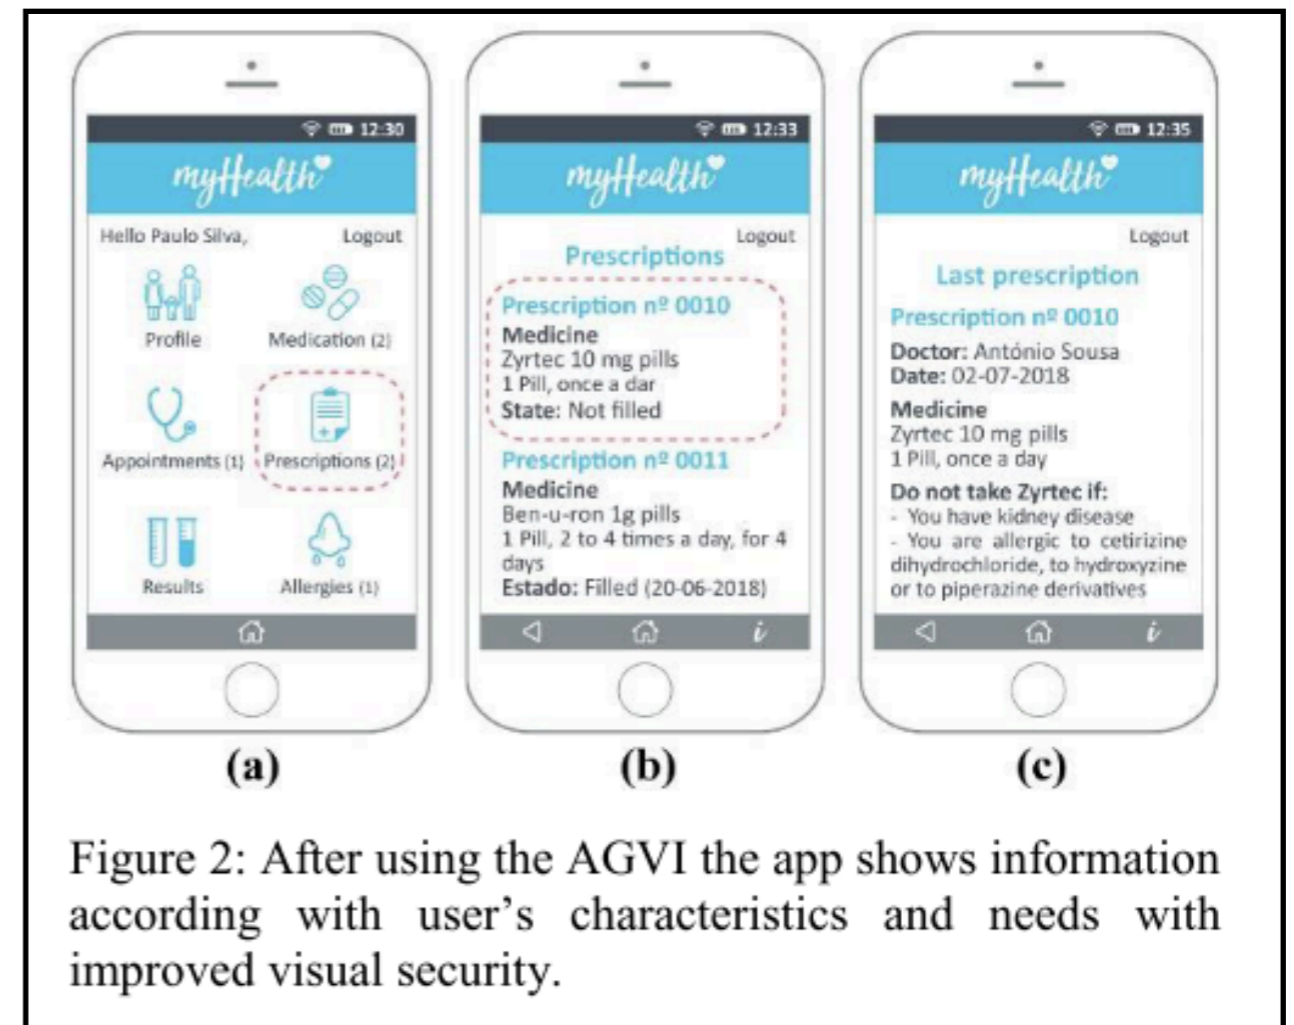 12:30
myHealth
Hello Paulo Silva,
Logout
Profile
Medication (2)
Appointments (1)
Prescriptions (2)
Results
Allergies (1)
(a)
12:33
myHealth
Logout
Prescriptions
Prescription nº 0010
Medicine
Zyrtec 10 mg pills
1 Pill, once a dar
State: Not filled
Prescription nº 0011
Medicine
Ben-u-ron 1g pills
1 Pill, 2 to 4 times a day, for 4
days
Estado: Filled (20-06-2018)
i
(b)
12:35
myHealth
Logout
Last prescription
Prescription nº 0010
Doctor: António Sousa
Date: 02-07-2018
Medicine
Zyrtec 10 mg pills
1 Pill, once a day
Do not take Zyrtec if:
- You have kidney disease
- You are allergic to cetirizine
dihydrochloride, to hydroxyzine
or to piperazine derivatives
i
(c)
Figure 2: After using the AGVI the app shows information
according with user's characteristics and needs with
improved visual security.